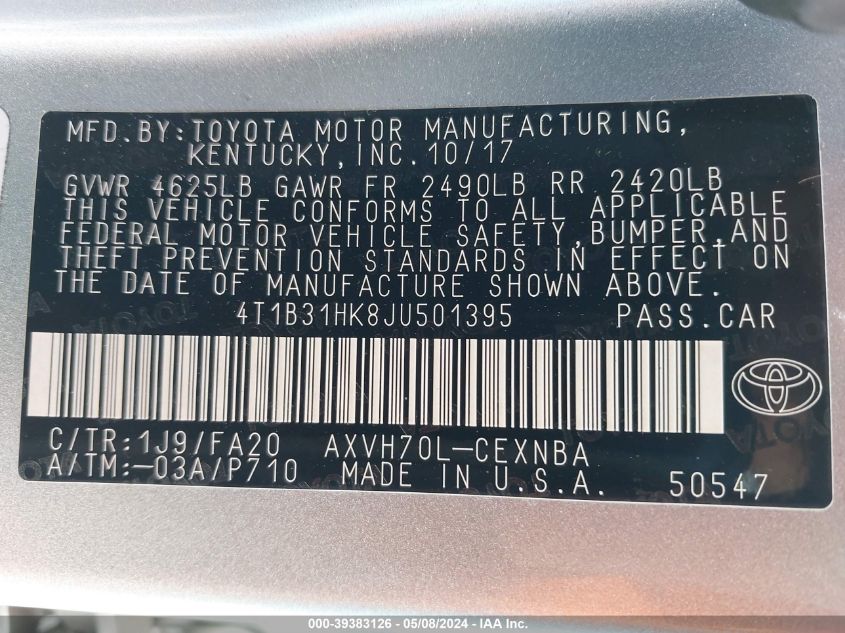 MFD.BY:TOYOTA MOTOR MANUFACTURING,
KENTUCKY,INC.10/17
GVWR 4625LB GAWR FR 2490LB RR 2420LB
THIS VEHICLE CONFORMS TO ALL APPLICABLE
FEDERAL MOTOR VEHICLE SAFETY,BUMPER,AND
THEFT PREVENTION STANDARDS IN EFFECT ON
THE DATE OF MANUFACTURE SHOWN ABOVE.
4T1B31HK8JU501395 PASS.CAR
C/TR:1J9/FA20 AXVH70L-CEXNBA
A/TM:-03A/P710 MADE IN U.S.A. 50547
000-39383126 - 05/08/2024 - IAA, Inc.